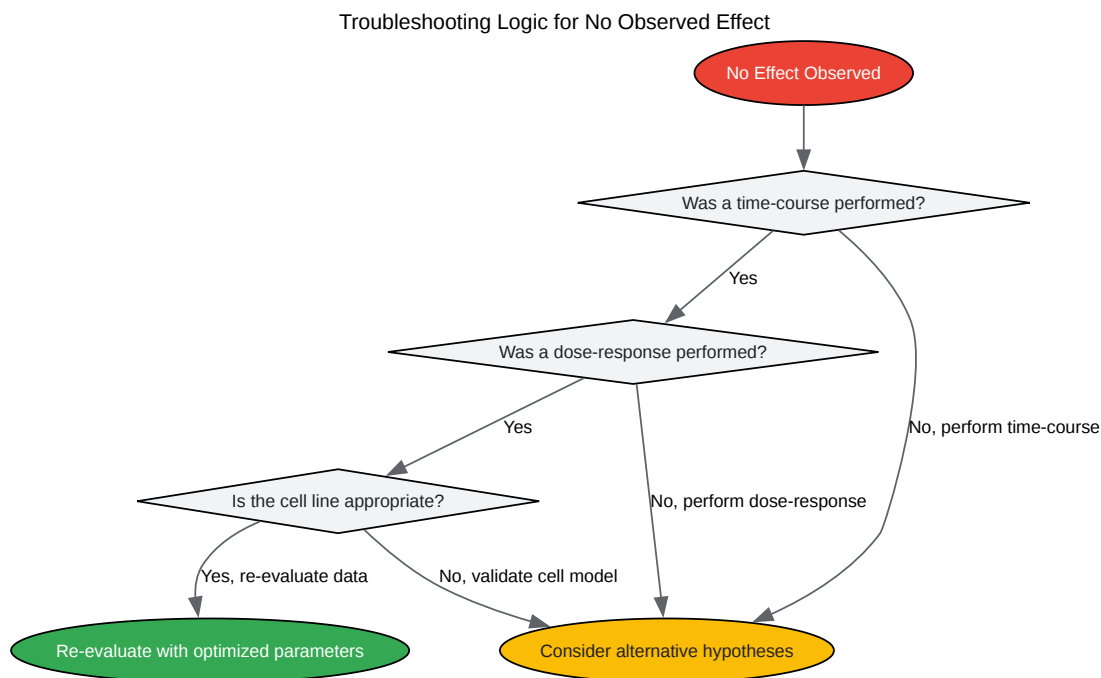 Troubleshooting Logic for No Observed Effect
No Effect Observed
Was a time-course performed?
Yes
Was a dose-response performed?
Yes
No, perform time-course
Is the cell line appropriate?
No, perform dose-response
Yes, re-evaluate data
No, validate cell model
Re-evaluate with optimized parameters
Consider alternative hypotheses